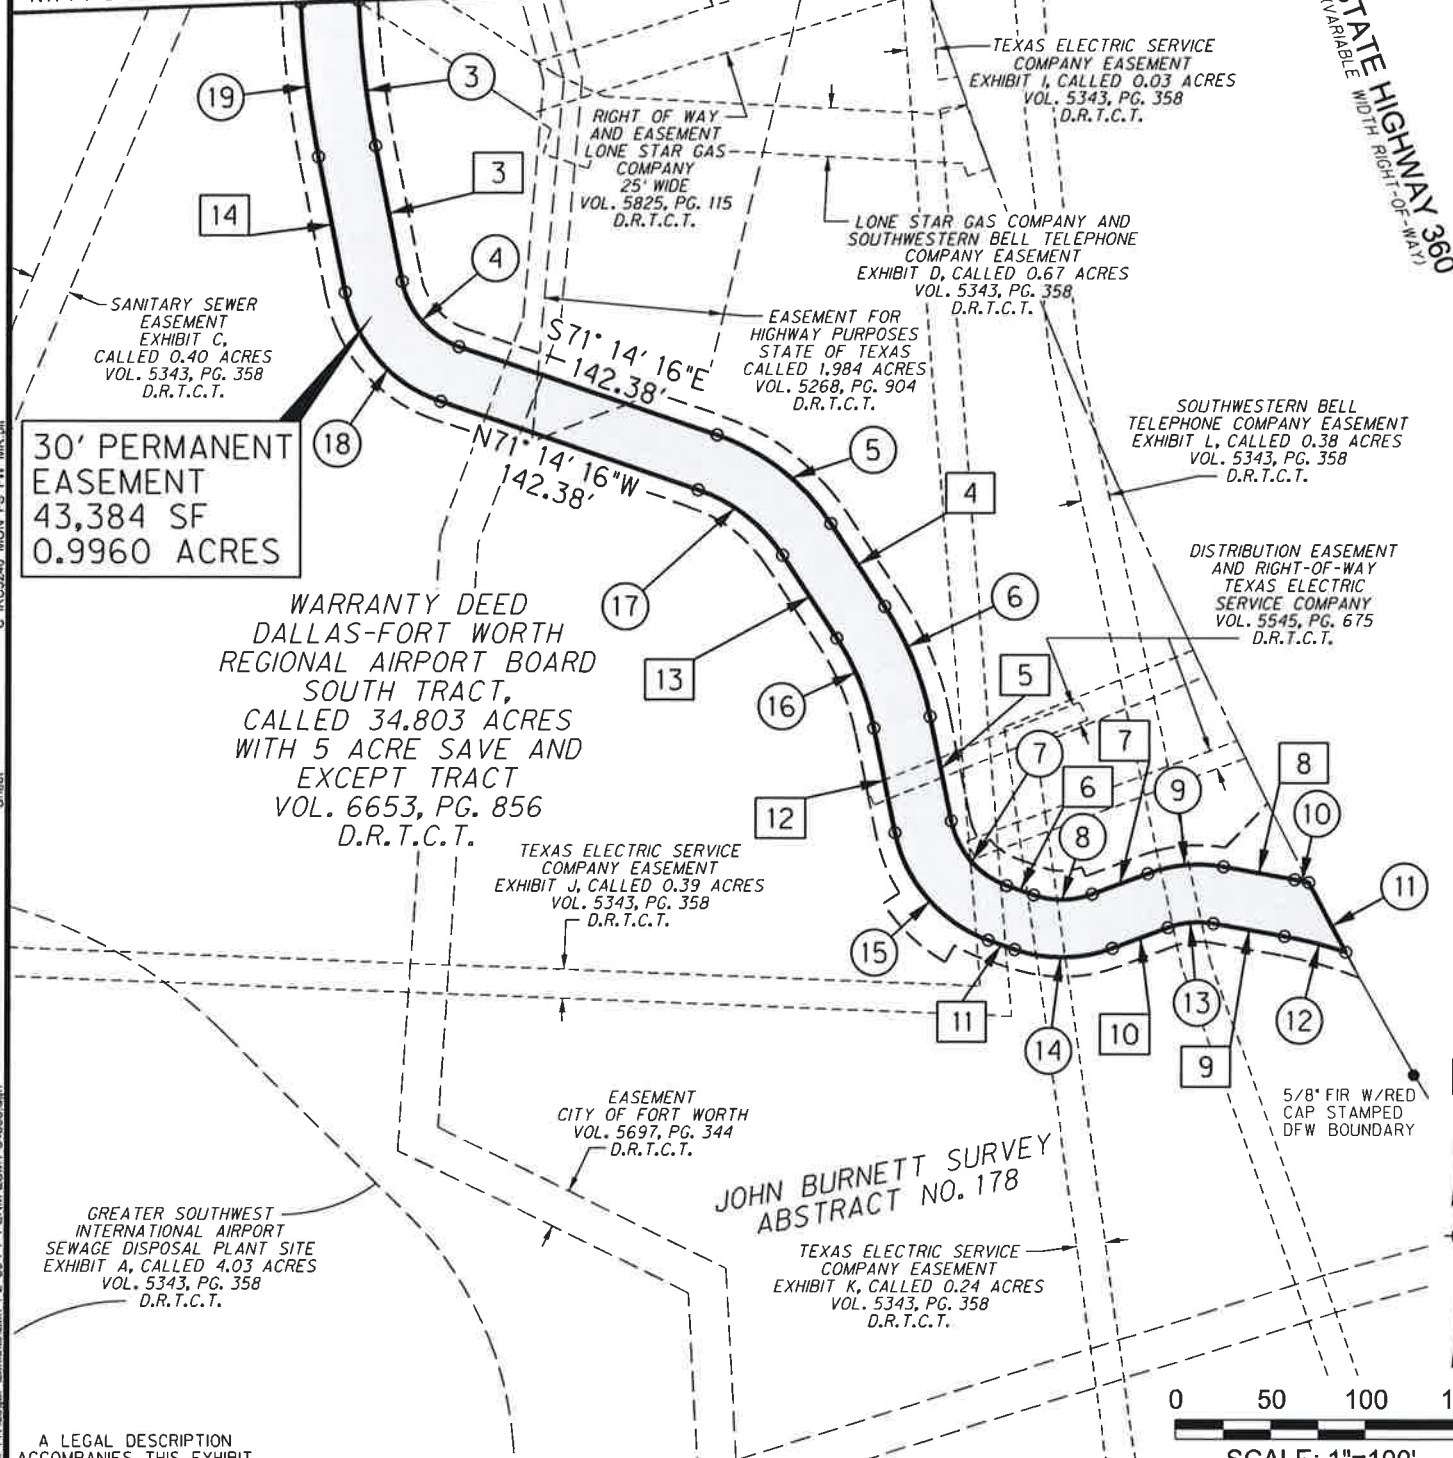 STATE HIGHWAY 360
(VARIABLE WIDTH RIGHT-OF-WAY)
TEXAS ELECTRIC SERVICE
COMPANY EASEMENT
EXHIBIT I, CALLED 0.03 ACRES
VOL. 5343, PG. 358
D.R.T.C.T.
19
3
RIGHT OF WAY
AND EASEMENT
LONE STAR GAS
COMPANY
25' WIDE
VOL. 5825, PG. 115
D.R.T.C.T.
3
14
LONE STAR GAS COMPANY AND
SOUTHWESTERN BELL TELEPHONE
COMPANY EASEMENT
EXHIBIT D, CALLED 0.67 ACRES
VOL. 5343, PG. 358
D.R.T.C.T.
4
SANITARY SEWER
EASEMENT
EXHIBIT C,
CALLED 0.40 ACRES
VOL. 5343, PG. 358
D.R.T.C.T.
EASEMENT FOR
HIGHWAY PURPOSES
STATE OF TEXAS
CALLED 1.984 ACRES
VOL. 5268, PG. 904
D.R.T.C.T.
S71° 14' 16"E
142.38'
SOUTHWESTERN BELL
TELEPHONE COMPANY EASEMENT
EXHIBIT L, CALLED 0.38 ACRES
VOL. 5343, PG. 358
D.R.T.C.T.
30' PERMANENT
EASEMENT
43,384 SF
0.9960 ACRES
18
N71° 14' 16"W
142.38'
5
4
DISTRIBUTION EASEMENT
AND RIGHT-OF-WAY
TEXAS ELECTRIC
SERVICE COMPANY
VOL. 5545, PG. 675
D.R.T.C.T.
17
6
WARRANTY DEED
DALLAS-FORT WORTH
REGIONAL AIRPORT BOARD
SOUTH TRACT,
CALLED 34.803 ACRES
WITH 5 ACRE SAVE AND
EXCEPT TRACT
VOL. 6653, PG. 856
D.R.T.C.T.
13
16
5
7
7
8
12
6
9
10
8
11
TEXAS ELECTRIC SERVICE
COMPANY EASEMENT
EXHIBIT J, CALLED 0.39 ACRES
VOL. 5343, PG. 358
D.R.T.C.T.
15
11
14
10
13
9
12
5/8" FIR W/RED
CAP STAMPED
DFW BOUNDARY
EASEMENT
CITY OF FORT WORTH
VOL. 5697, PG. 344
D.R.T.C.T.
JOHN BURNETT SURVEY
ABSTRACT NO. 178
GREATER SOUTHWEST
INTERNATIONAL AIRPORT
SEWAGE DISPOSAL PLANT SITE
EXHIBIT A, CALLED 4.03 ACRES
VOL. 5343, PG. 358
D.R.T.C.T.
TEXAS ELECTRIC SERVICE
COMPANY EASEMENT
EXHIBIT K, CALLED 0.24 ACRES
VOL. 5343, PG. 358
D.R.T.C.T.
0 50 100
SCALE: 1"=100'
A LEGAL DESCRIPTION
ACCOMPANIES THIS EXHIBIT